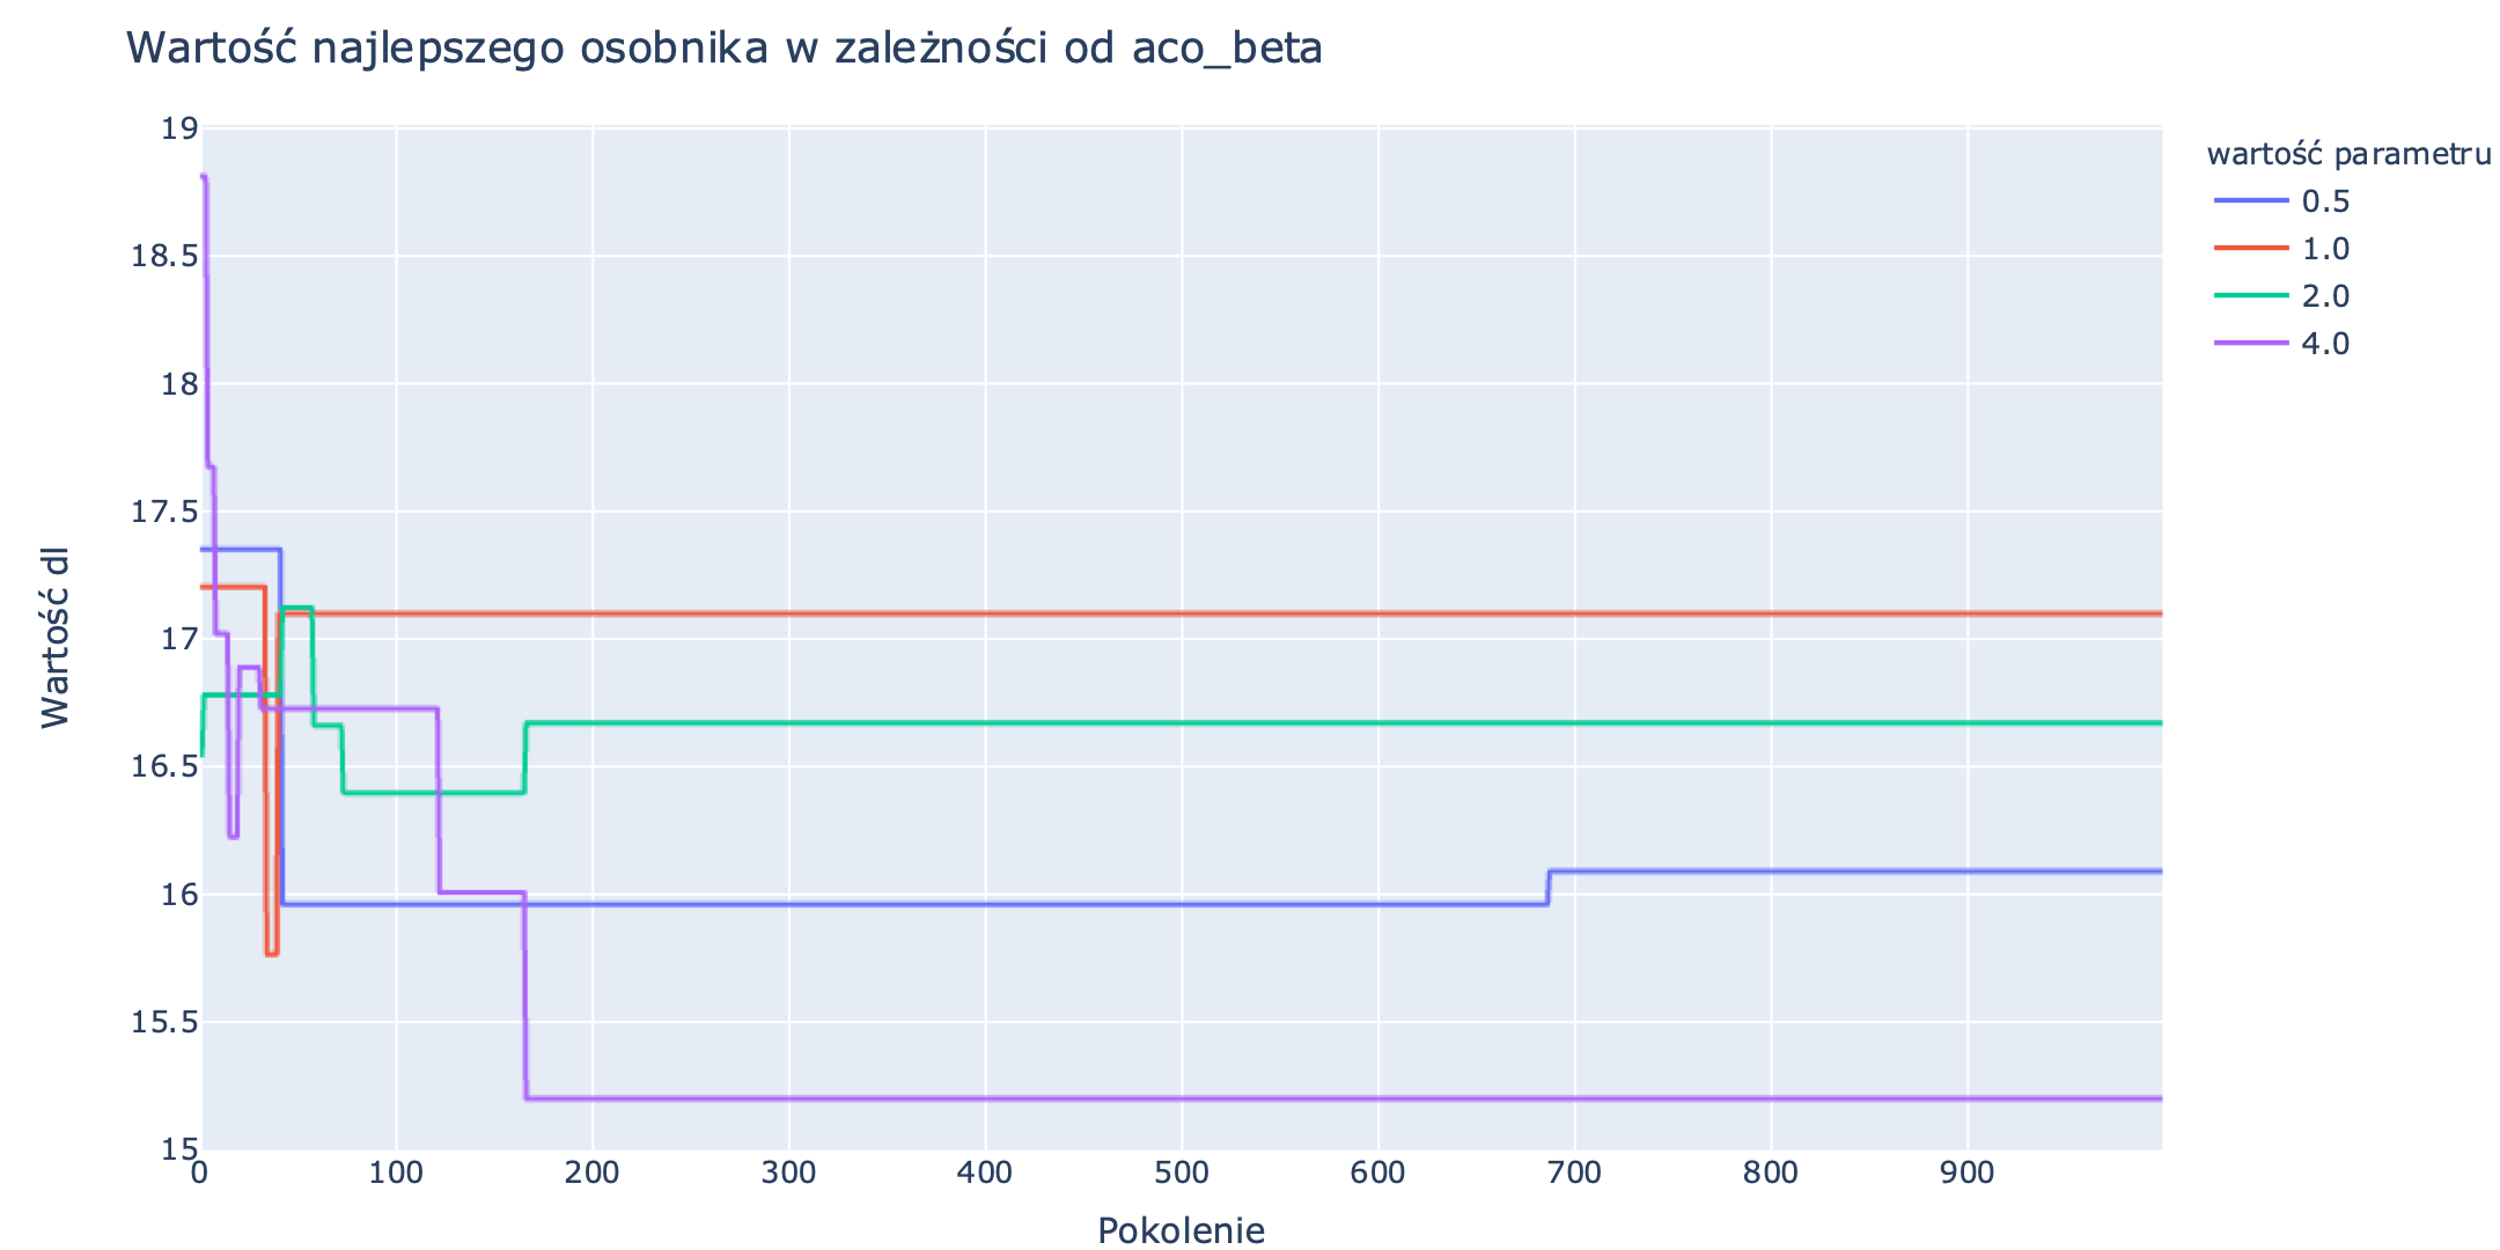 Wartość najlepszego osobnika w zależności od aco_beta
19
18.5
18
17.5
17
16.5
16
15.5
15
Wartość dl
0 100 200 300 400 500 600 700 800 900
Pokolenie
wartość parametru
0.5
1.0
2.0
4.0